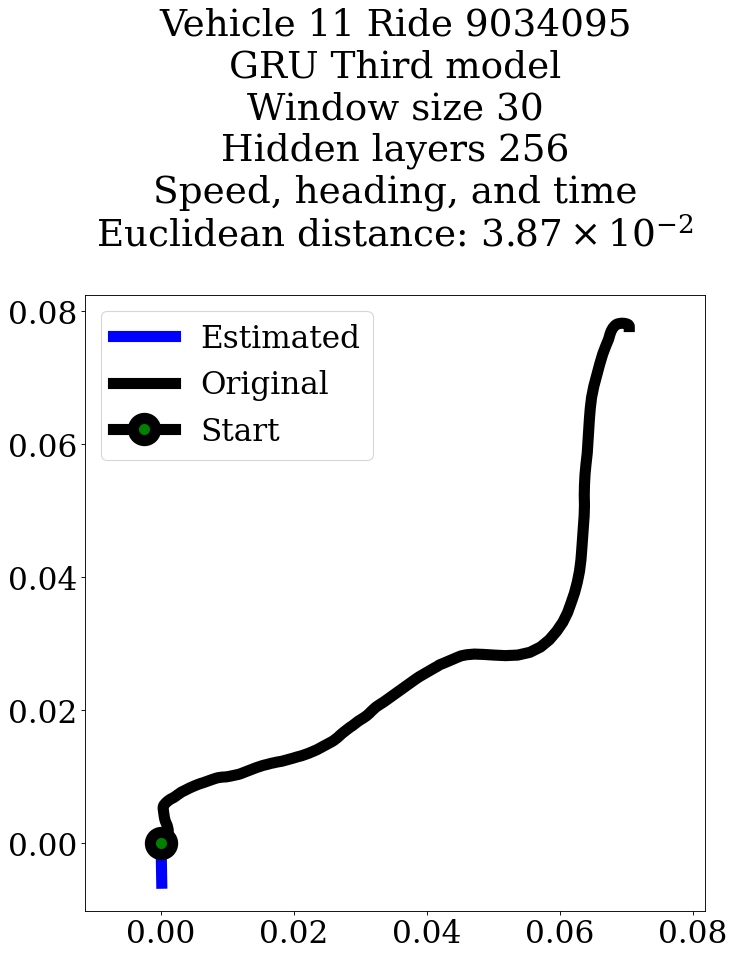 Vehicle 11 Ride 9034095
GRU Third model
Window size 30
Hidden layers 256
Speed, heading, and time
Euclidean distance: 3.87 × 10⁻²
0.08
Estimated
Original
Start
0.06
0.04
0.02
0.00
0.00 0.02 0.04 0.06 0.08